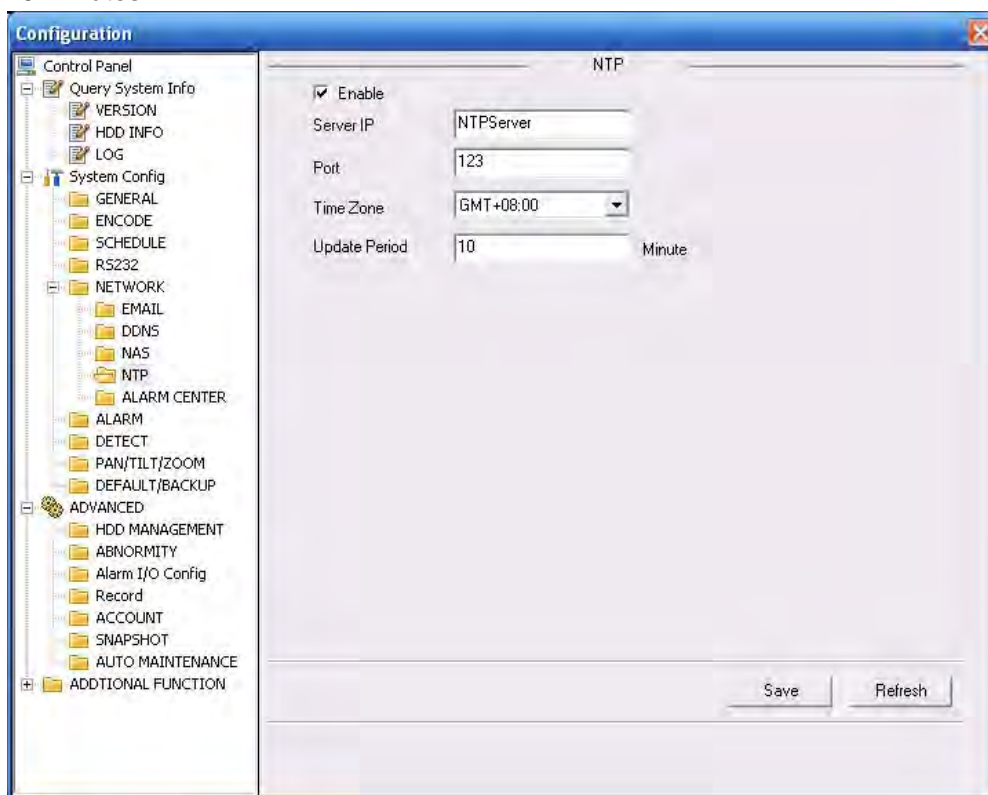 Configuration
Control Panel
Query System Info
VERSION
HDD INFO
LOG
System Config
GENERAL
ENCODE
SCHEDULE
RS232
NETWORK
EMAIL
DDNS
NAS
NTP
ALARM CENTER
ALARM
DETECT
PAN/TILT/ZOOM
DEFAULT/BACKUP
ADVANCED
HDD MANAGEMENT
ABNORMITY
Alarm I/O Config
Record
ACCOUNT
SNAPSHOT
AUTO MAINTENANCE
ADDTIONAL FUNCTION
NTP
Enable
Server IP NTPServer
Port 123
Time Zone GMT+08:00
Update Period 10 Minute
Save Refresh